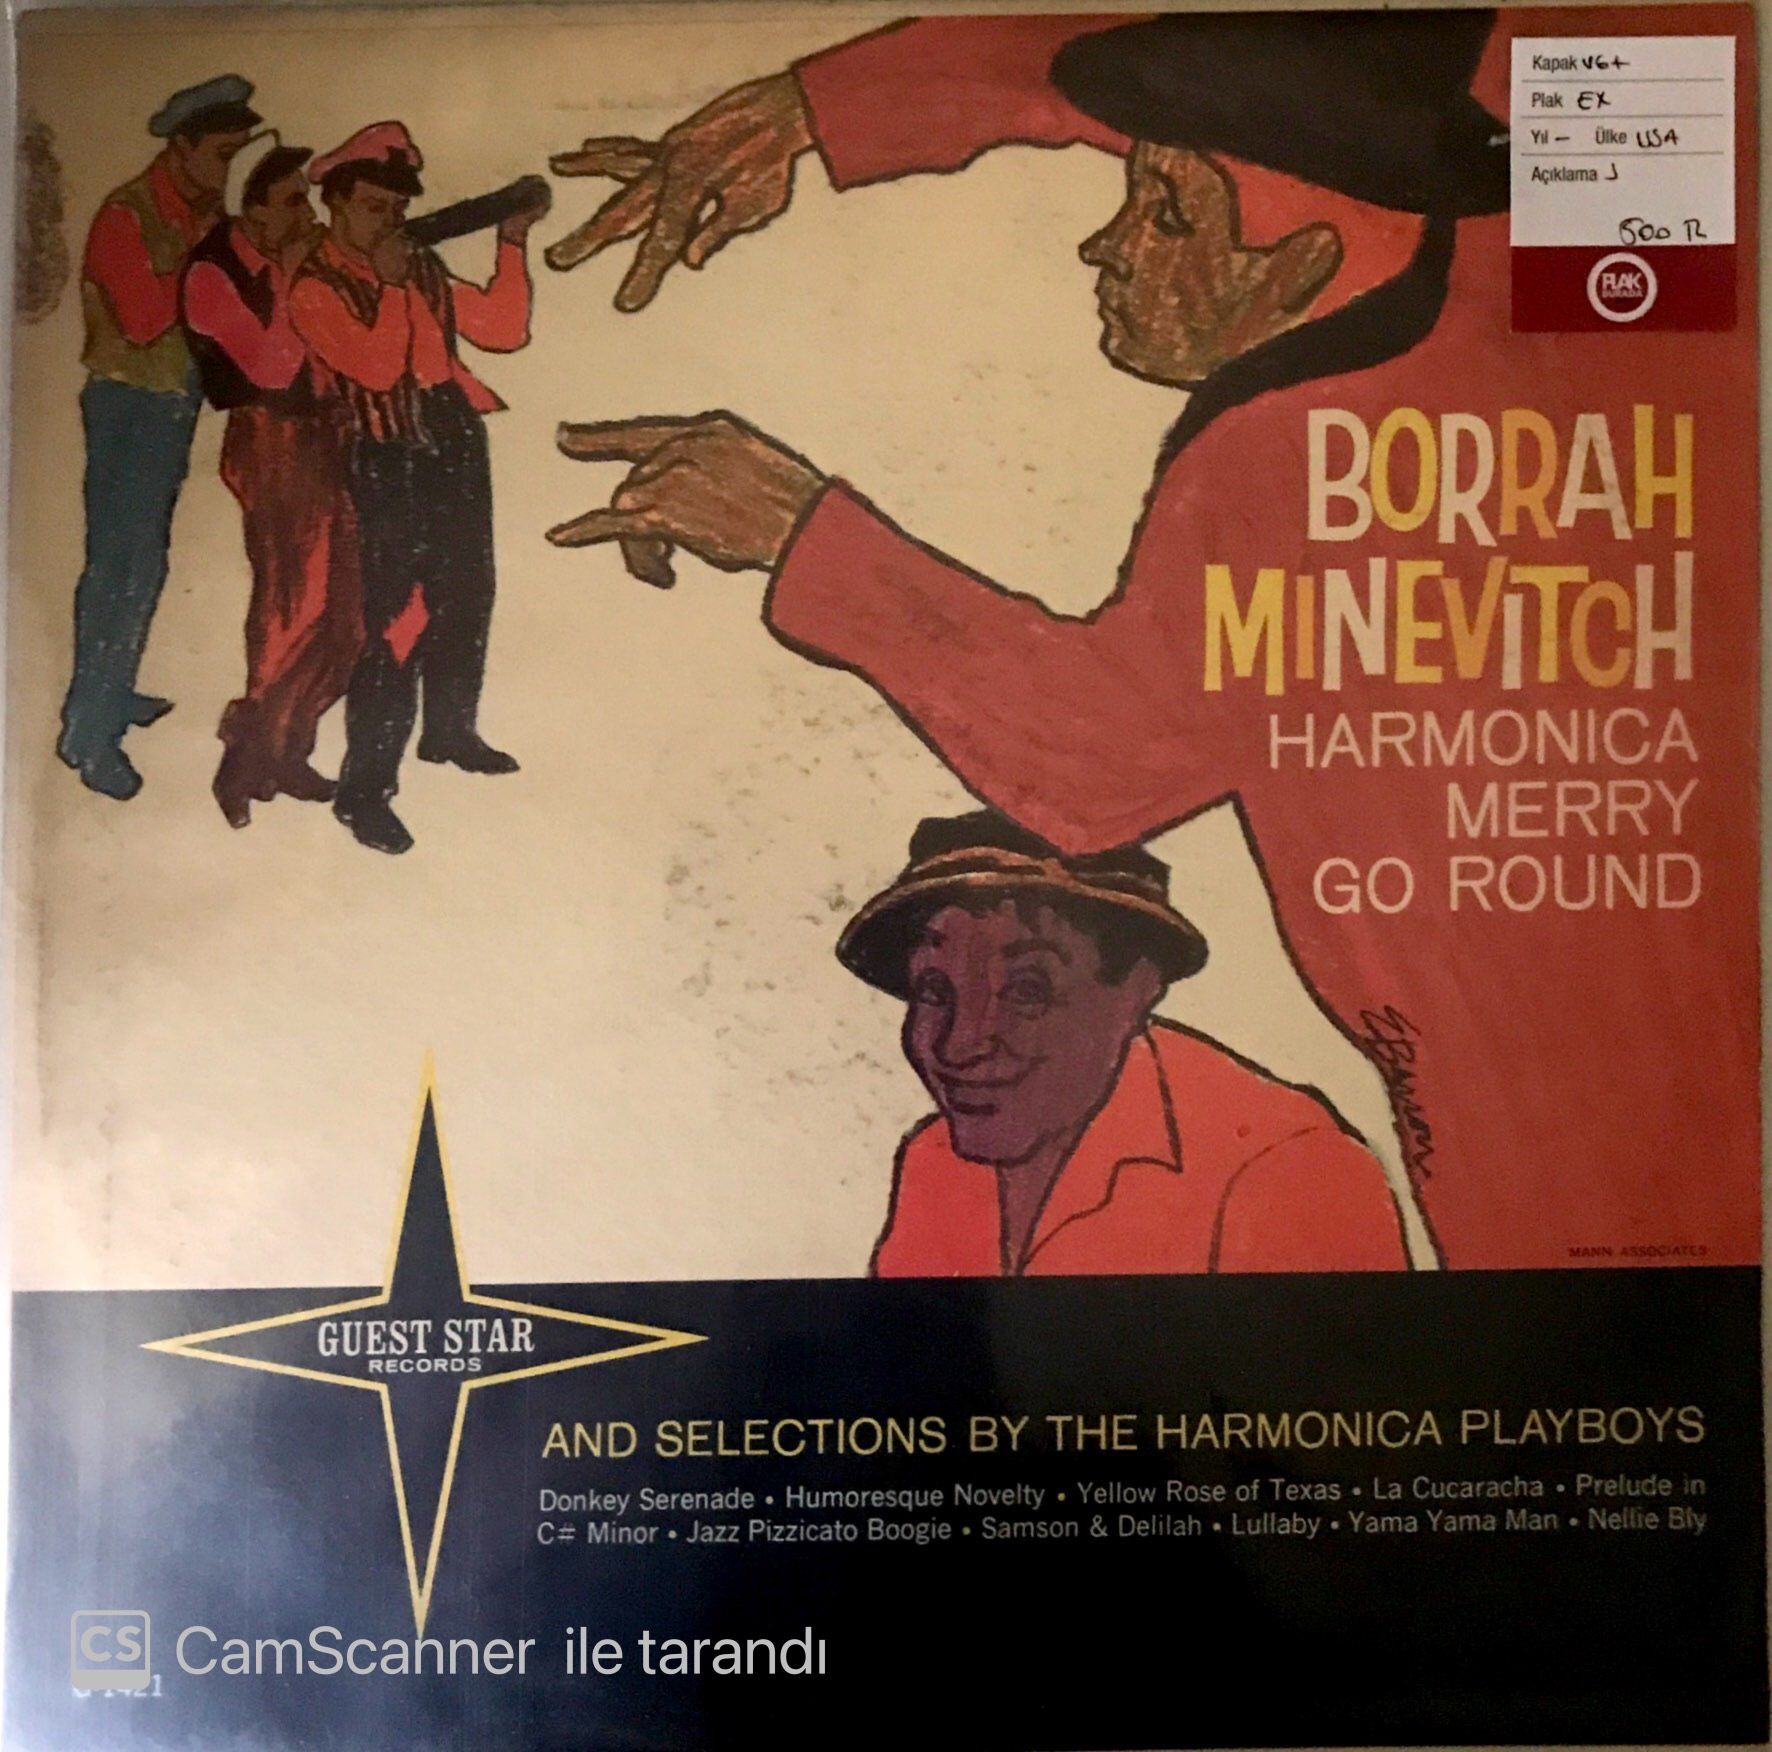 Kapak VG+
Plak EX
Yıl - Ülke USA
Açıklama J
500 TL
PLAK
BORRAH
MINEVITCH
HARMONICA
MERRY
GO ROUND
MANN ASSOCIATES
GUEST STAR
RECORDS
AND SELECTIONS BY THE HARMONICA PLAYBOYS
Donkey Serenade • Humoresque Novelty • Yellow Rose of Texas • La Cucaracha • Prelude in
C# Minor • Jazz Pizzicato Boogie • Samson & Delilah • Lullaby • Yama Yama Man • Nellie Bly
CS CamScanner ile tarandı